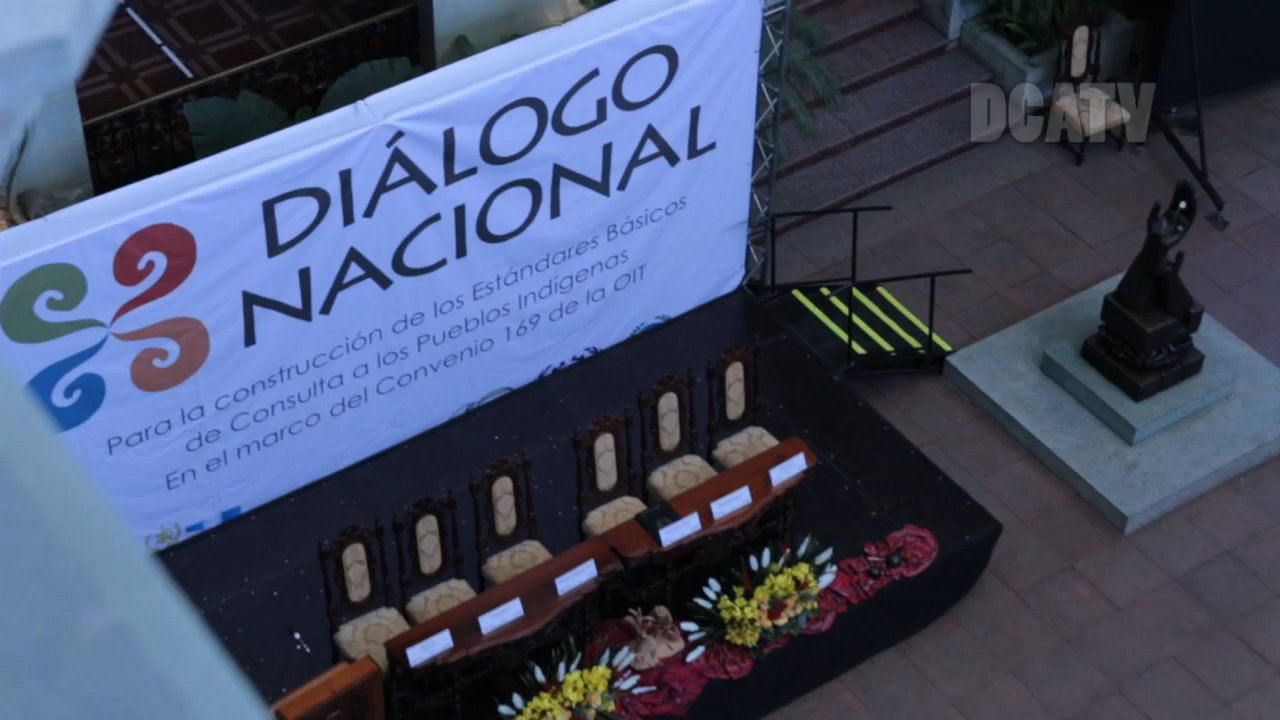 DCATV
DIÁLOGO
NACIONAL
Para la construcción de los Estándares Básicos
de Consulta a los Pueblos Indígenas
En el marco del Convenio 169 de la OIT